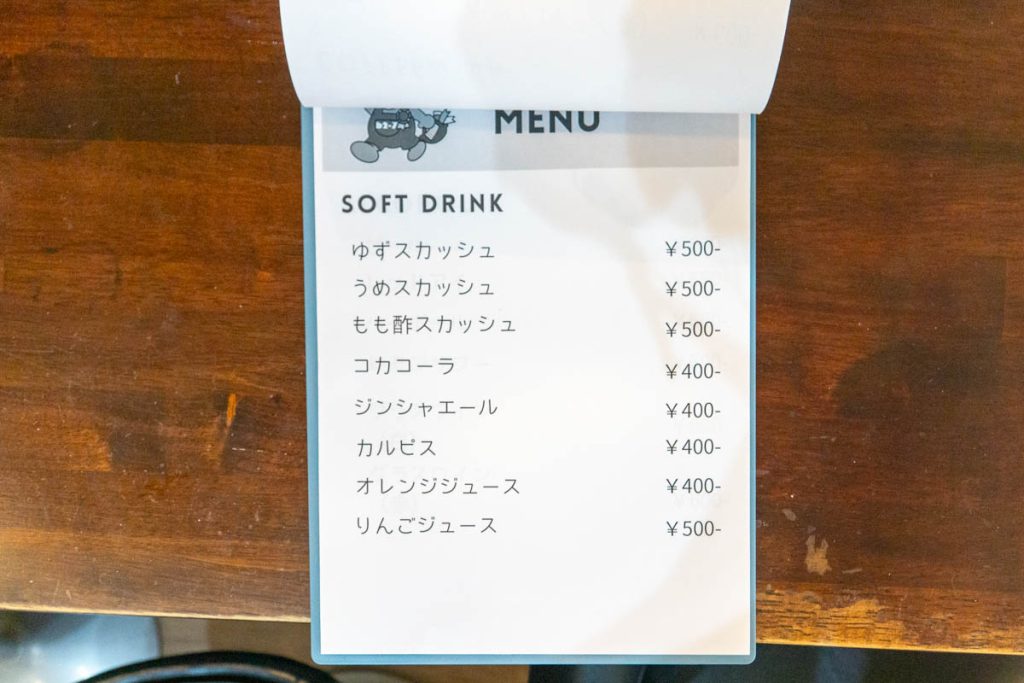 MENU
SOFT DRINK
ゆずスカッシュ ￥500-
うめスカッシュ ￥500-
もも酢スカッシュ ￥500-
コカコーラ ￥400-
ジンシャエール ￥400-
カルピス ￥400-
オレンジジュース ￥400-
りんごジュース ￥500-